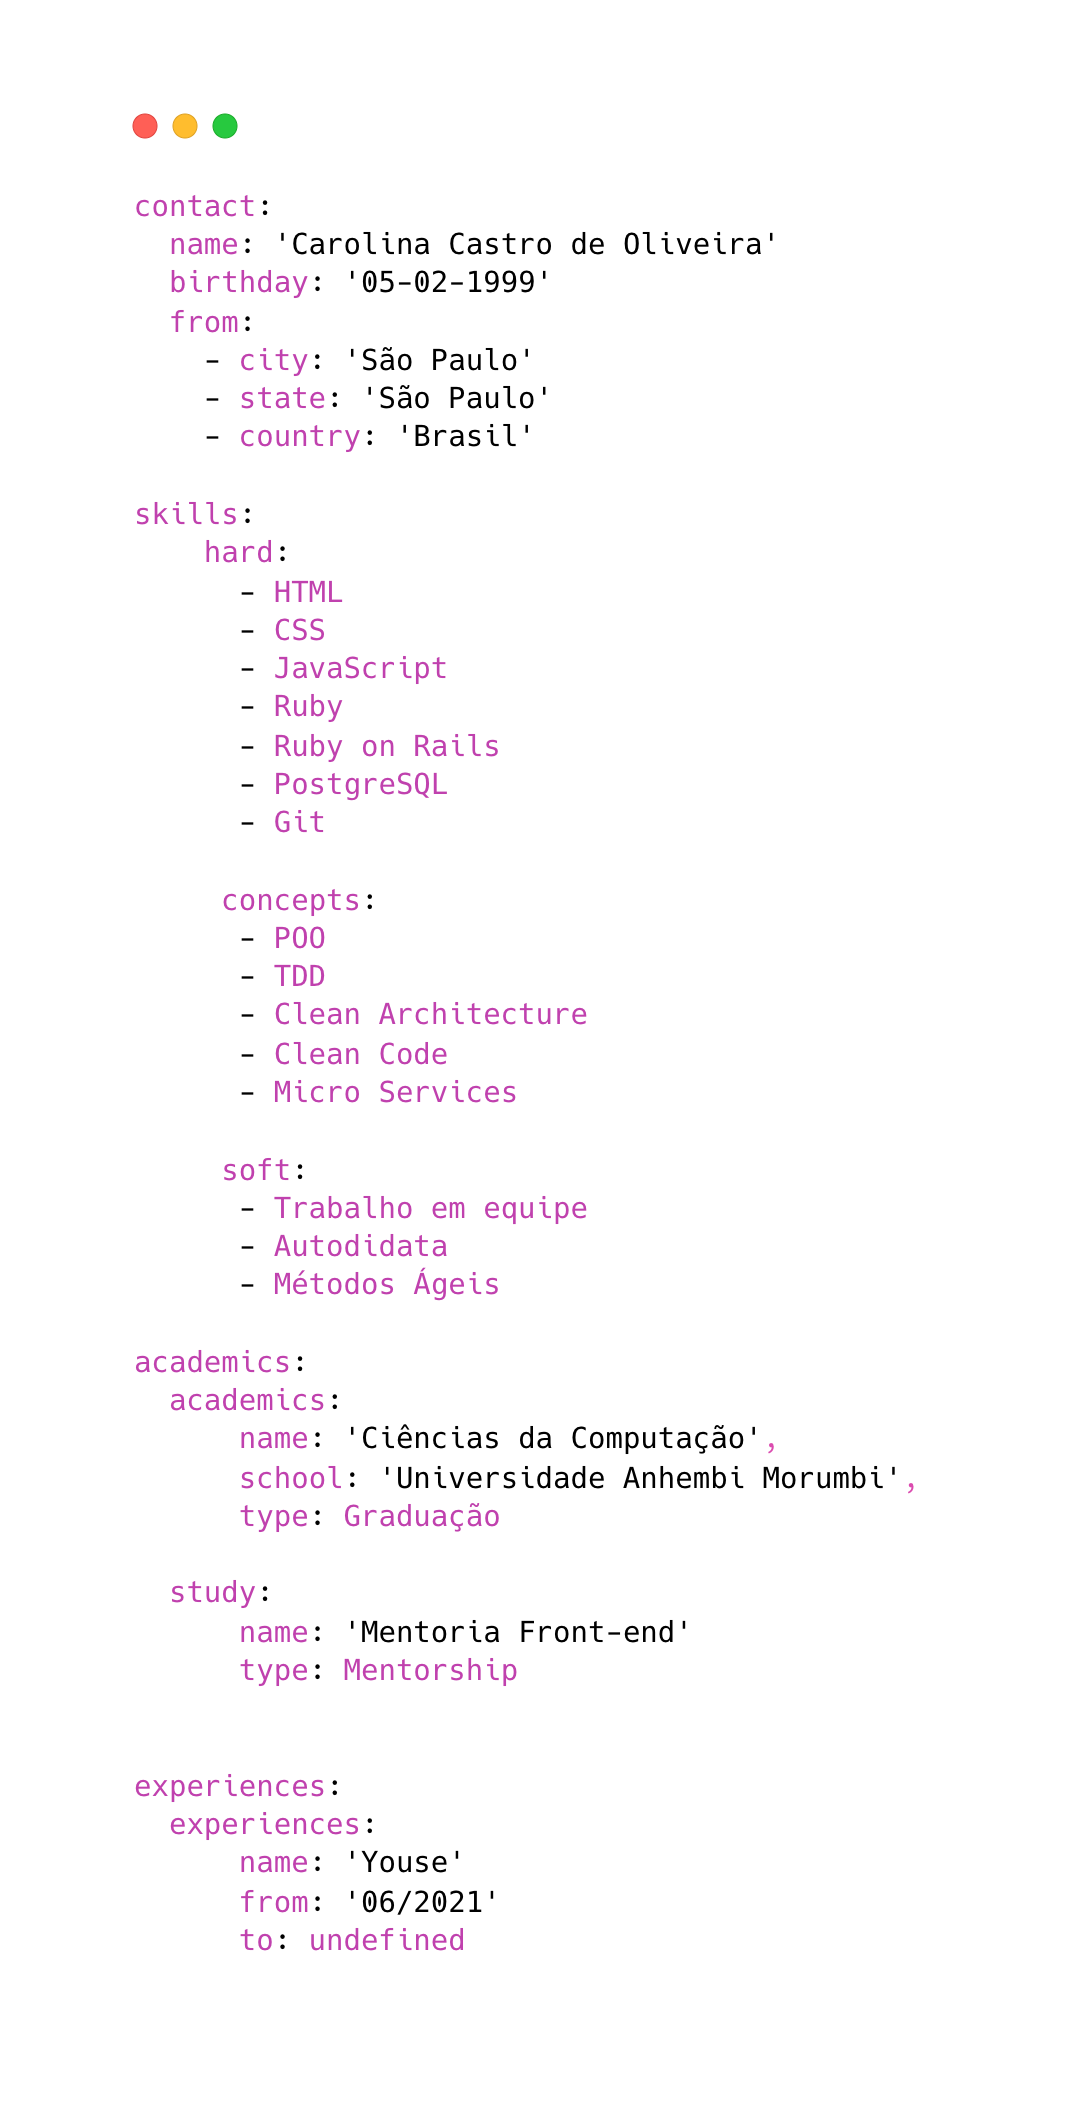 contact:
  name: 'Carolina Castro de Oliveira'
  birthday: '05-02-1999'
  from:
    - city: 'São Paulo'
    - state: 'São Paulo'
    - country: 'Brasil'

skills:
    hard:
      - HTML
      - CSS
      - JavaScript
      - Ruby
      - Ruby on Rails
      - PostgreSQL
      - Git

     concepts:
      - POO
      - TDD
      - Clean Architecture
      - Clean Code
      - Micro Services

     soft:
      - Trabalho em equipe
      - Autodidata
      - Métodos Ágeis

academics:
  academics:
      name: 'Ciências da Computação',
      school: 'Universidade Anhembi Morumbi',
      type: Graduação

  study:
      name: 'Mentoria Front-end'
      type: Mentorship


experiences:
  experiences:
      name: 'Youse'
      from: '06/2021'
      to: undefined